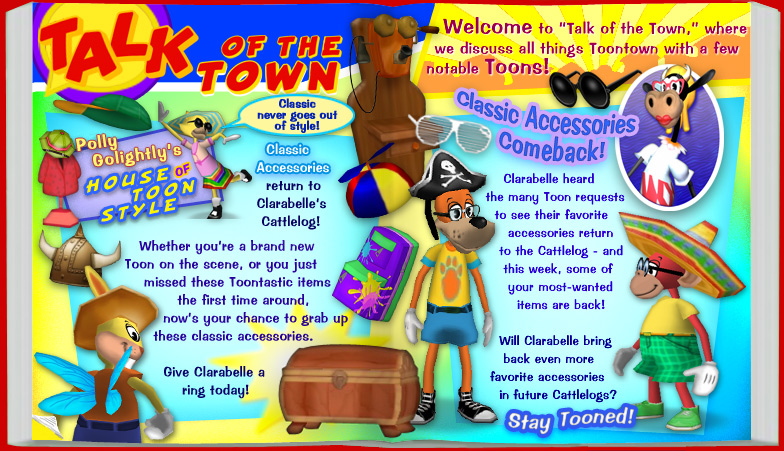 TALK
OF THE
TOWN
Classic
never goes out
of style!
Polly
Golightly's
HOUSE OF
TOON
STYLE
Classic
Accessories
return to
Clarabelle's
Cattlelog!
Whether you're a brand new
Toon on the scene, or you just
missed these Toontastic items
the first time around,
now's your chance to grab up
these classic accessories.
Give Clarabelle a
ring today!
Welcome to "Talk of the Town," where
we discuss all things Toontown with a few
notable Toons!
Classic Accessories
Comeback!
Clarabelle heard
the many Toon requests
to see their favorite
accessories return
to the Cattlelog - and
this week, some of
your most-wanted
items are back!
Will Clarabelle bring
back even more
favorite accessories
in future Cattlelogs?
Stay Tooned!